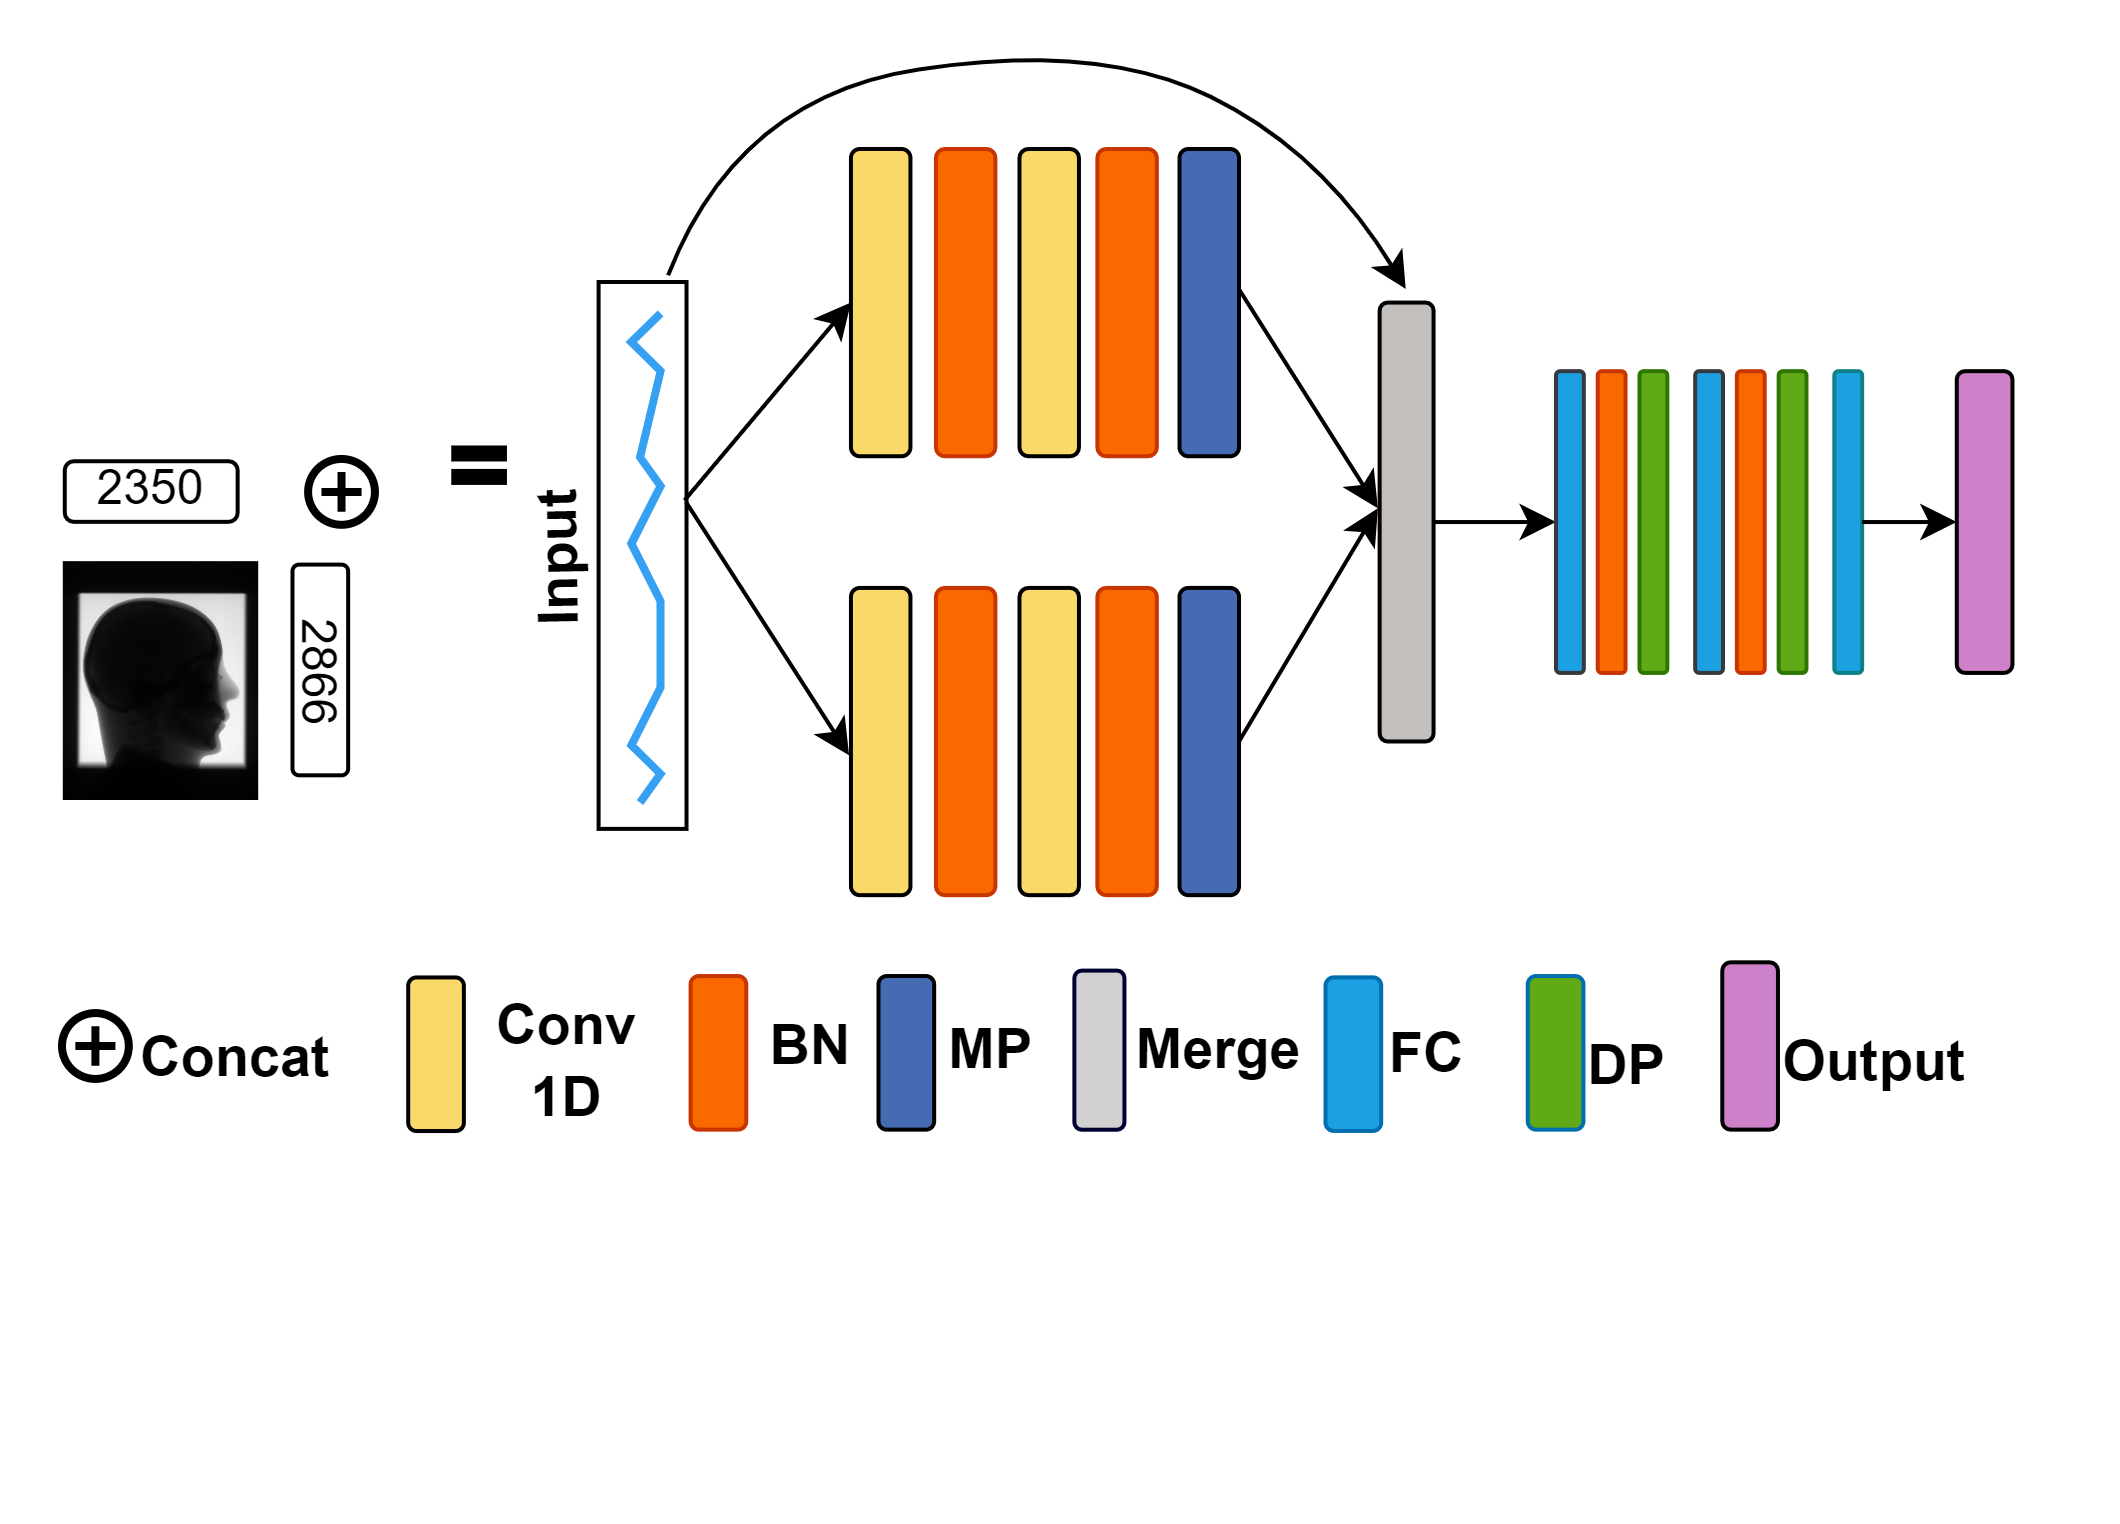 2350
2866
Input
Concat
Conv
1D
BN
MP
Merge
FC
DP
Output